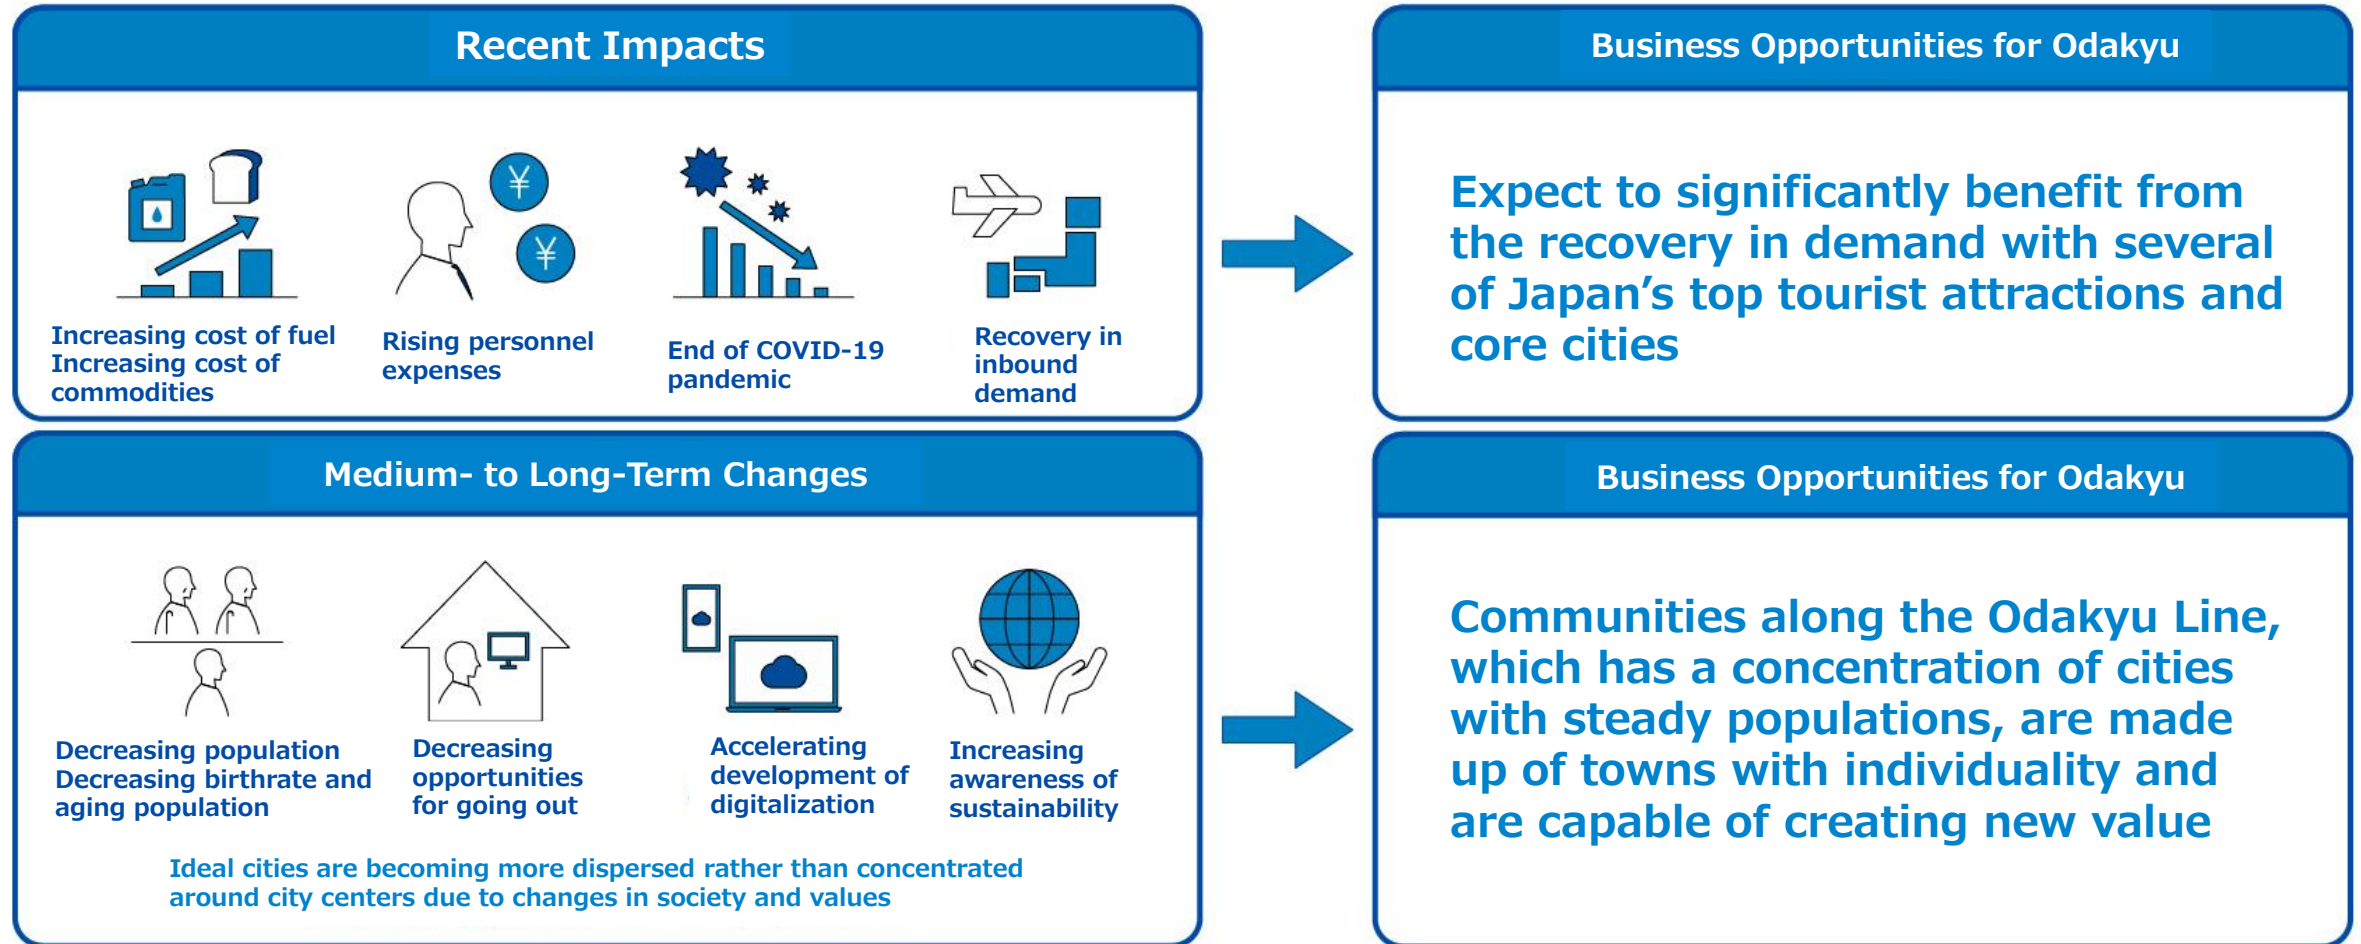 Recent Impacts
¥
¥
Increasing cost of fuel
Increasing cost of
commodities
Rising personnel
expenses
End of COVID-19
pandemic
Recovery in
inbound
demand
Business Opportunities for Odakyu
Expect to significantly benefit from
the recovery in demand with several
of Japan’s top tourist attractions and
core cities
Medium- to Long-Term Changes
Decreasing population
Decreasing birthrate and
aging population
Decreasing
opportunities
for going out
Accelerating
development of
digitalization
Increasing
awareness of
sustainability
Ideal cities are becoming more dispersed rather than concentrated
around city centers due to changes in society and values
Business Opportunities for Odakyu
Communities along the Odakyu Line,
which has a concentration of cities
with steady populations, are made
up of towns with individuality and
are capable of creating new value